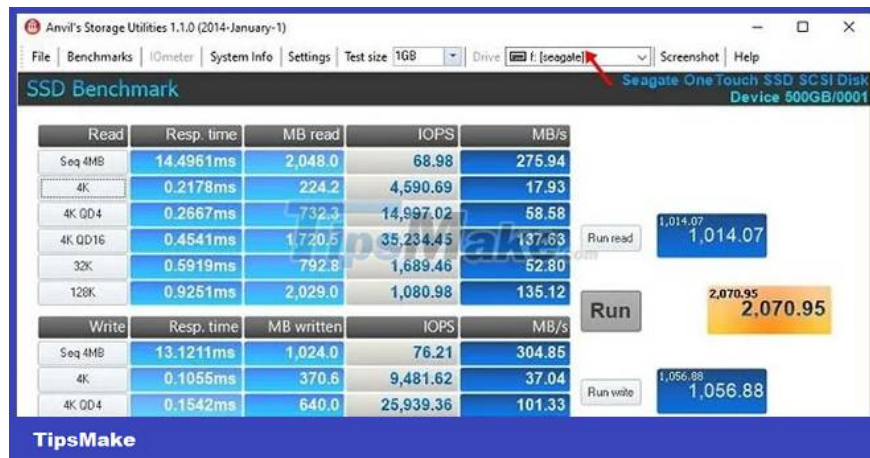 Anvil's Storage Utilities 1.1.0 (2014-January-1)
File Benchmarks IOmeter System Info Settings Test size 1GB Drive f: [seagate] Screenshot Help
SSD Benchmark
Seagate One Touch SSD SCSI Disk
Device 500GB/0001
Read Resp. time MB read IOPS MB/s
Seq 4MB 14.4961ms 2,048.0 68.98 275.94
4K 0.2178ms 224.2 4,590.69 17.93
4K QD4 0.2667ms 732.3 14,997.02 58.58
4K QD16 0.4541ms 1,720.5 35,234.45 137.63
32K 0.5919ms 792.8 1,689.46 52.80
128K 0.9251ms 2,029.0 1,080.98 135.12
Run read
1,014.07
1,014.07
Run
2,070.95
2,070.95
Write Resp. time MB written IOPS MB/s
Seq 4MB 13.1211ms 1,024.0 76.21 304.85
4K 0.1055ms 370.6 9,481.62 37.04
4K QD4 0.1542ms 640.0 25,939.36 101.33
Run write
1,056.88
1,056.88
TipsMake.com
TipsMake